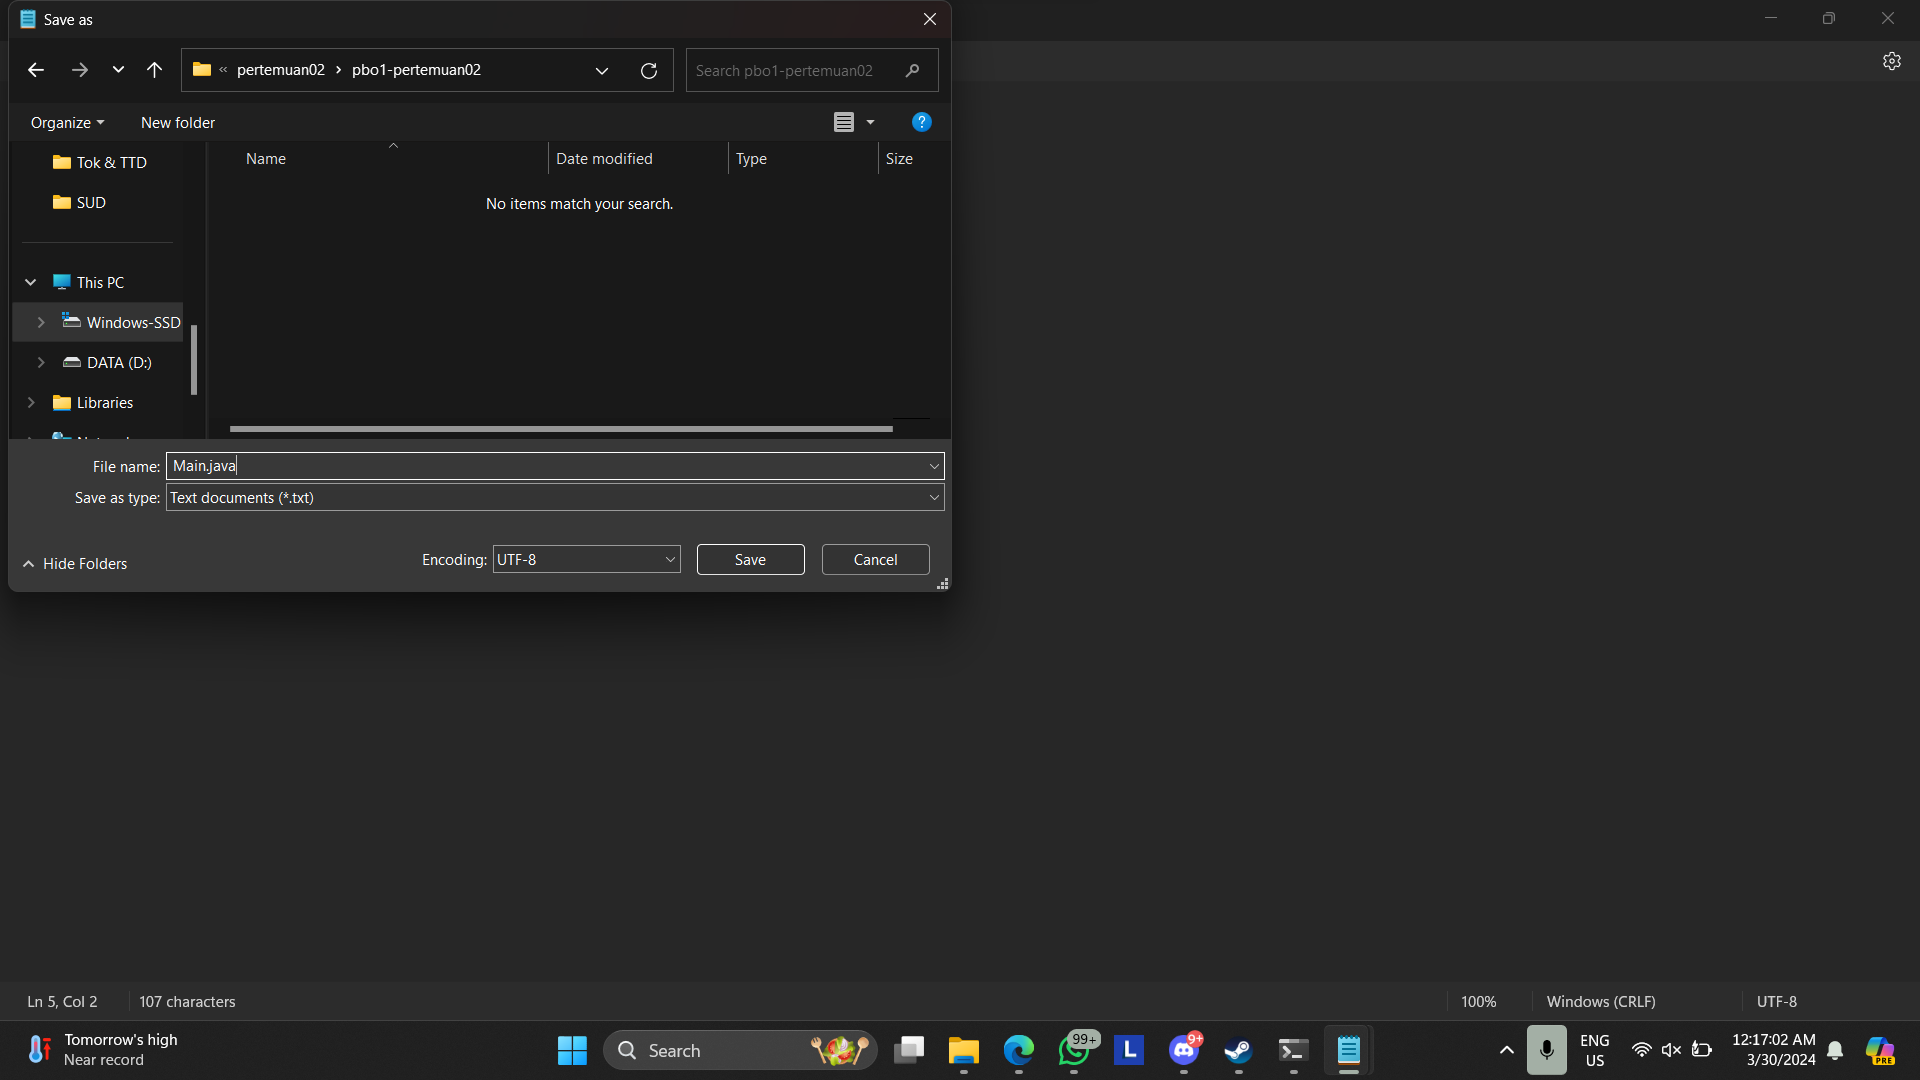 Save as
« pertemuan02 > pbo1-pertemuan02
Search pbo1-pertemuan02
Organize
New folder
?
Name
Date modified
Type
Size
Tok & TTD
SUD
No items match your search.
This PC
Windows-SSD
DATA (D:)
Libraries
File name: Main.java
Save as type: Text documents (*.txt)
Hide Folders
Encoding: UTF-8
Save
Cancel
Ln 5, Col 2
107 characters
100%
Windows (CRLF)
UTF-8
Tomorrow's high
Near record
Search
99+
L
9+
ENG
US
12:17:02 AM
3/30/2024
PRE